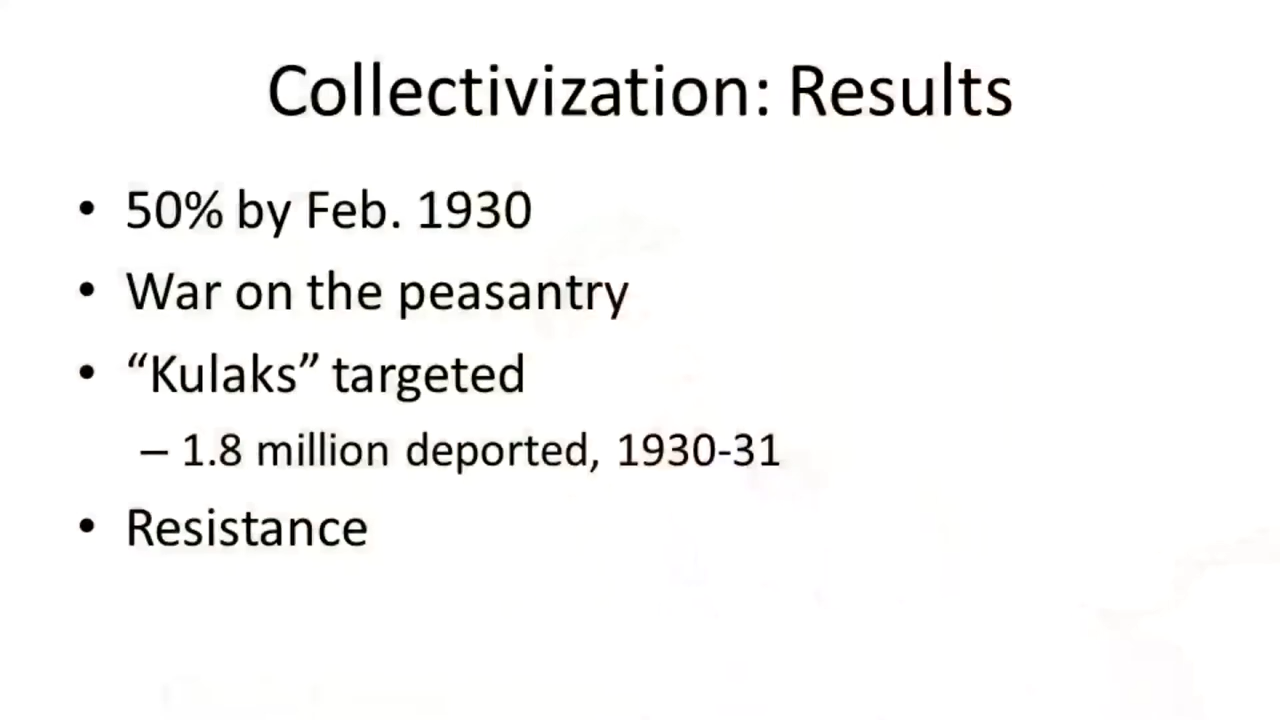 Collectivization: Results
• 50% by Feb. 1930
• War on the peasantry
• “Kulaks” targeted
– 1.8 million deported, 1930-31
• Resistance